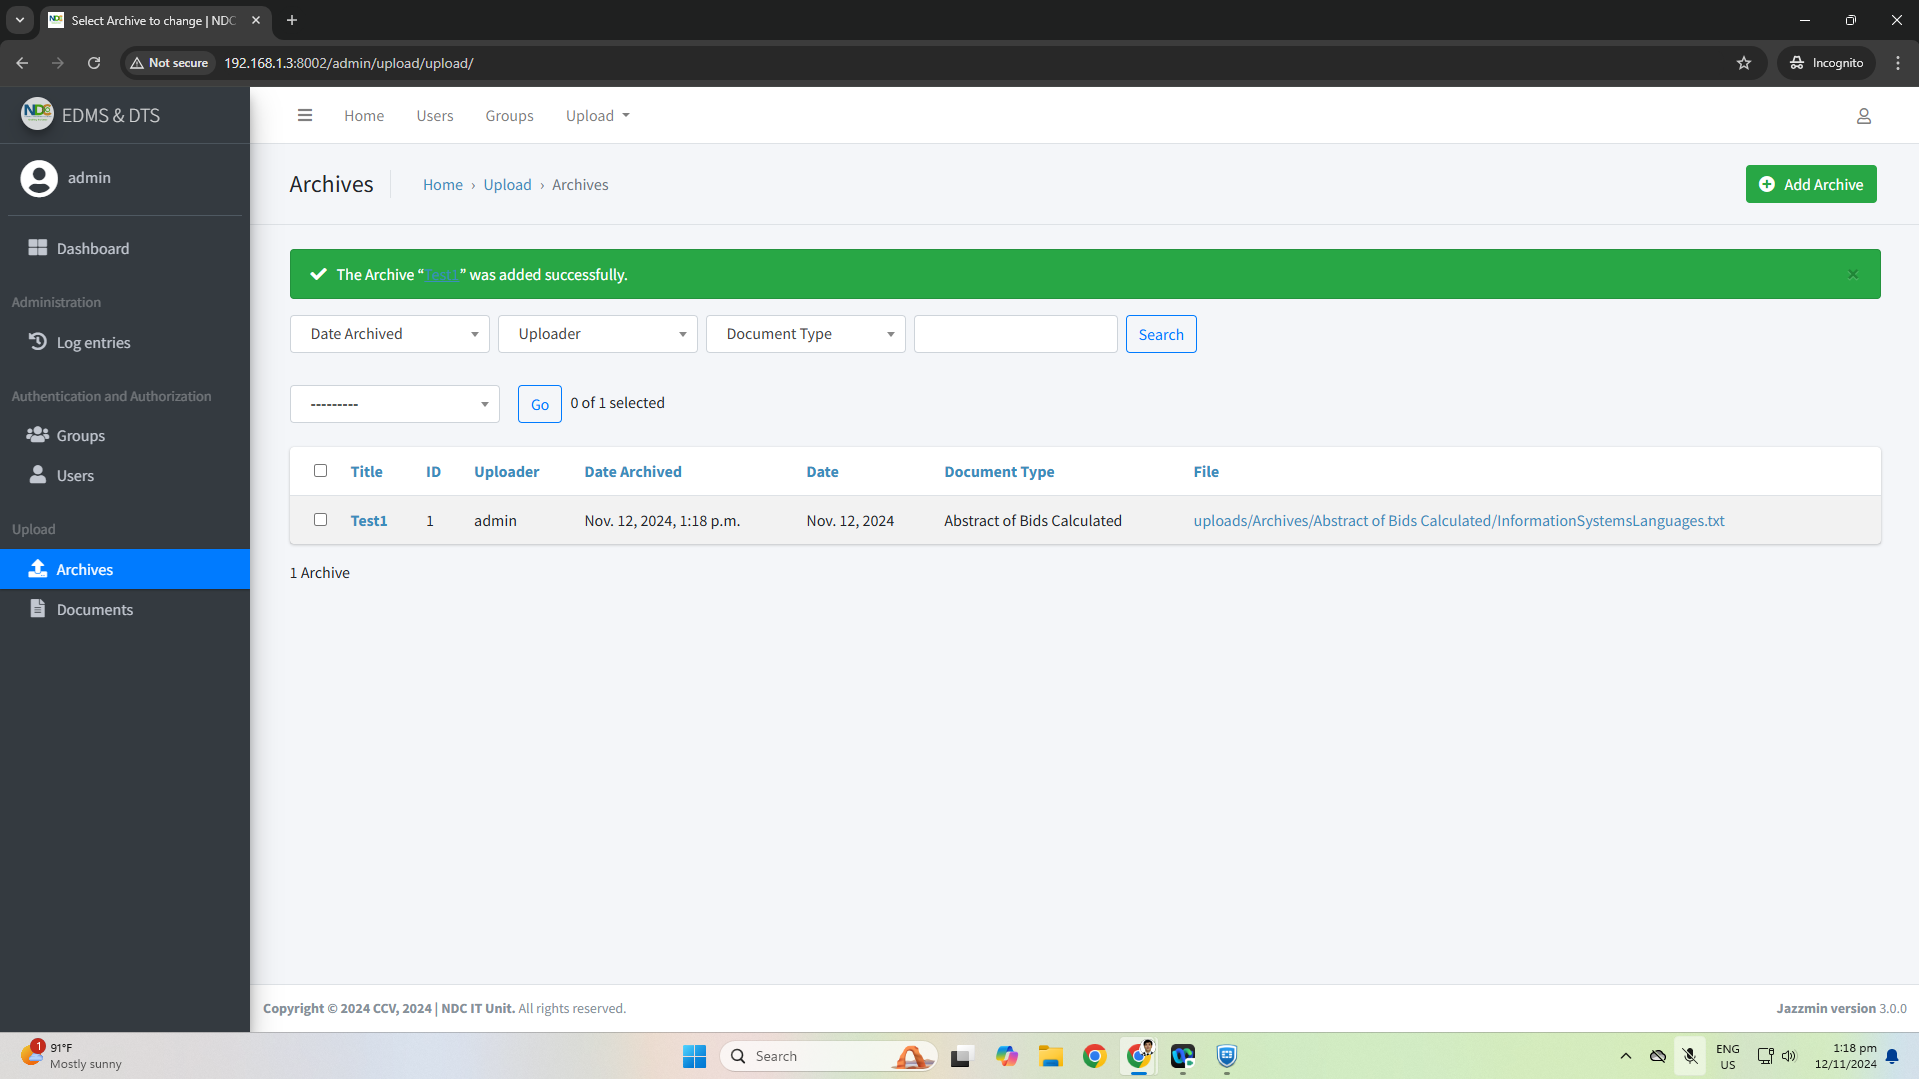 Select Archive to change | NDC
Not secure
192.168.1.3:8002/admin/upload/upload/
Incognito
NDC
EDMS & DTS
Home
Users
Groups
Upload
admin
Archives
Home › Upload › Archives
Add Archive
Dashboard
The Archive “Test1” was added successfully.
Administration
Log entries
Date Archived
Uploader
Document Type
Search
Authentication and Authorization
---------
Go
0 of 1 selected
Groups
Users
Title ID Uploader Date Archived Date Document Type File
Test1 1 admin Nov. 12, 2024, 1:18 p.m. Nov. 12, 2024 Abstract of Bids Calculated uploads/Archives/Abstract of Bids Calculated/InformationSystemsLanguages.txt
Upload
Archives
1 Archive
Documents
Copyright © 2024 CCV, 2024 | NDC IT Unit. All rights reserved.
Jazzmin version 3.0.0
1
91°F
Mostly sunny
Search
ENG
US
1:18 pm
12/11/2024